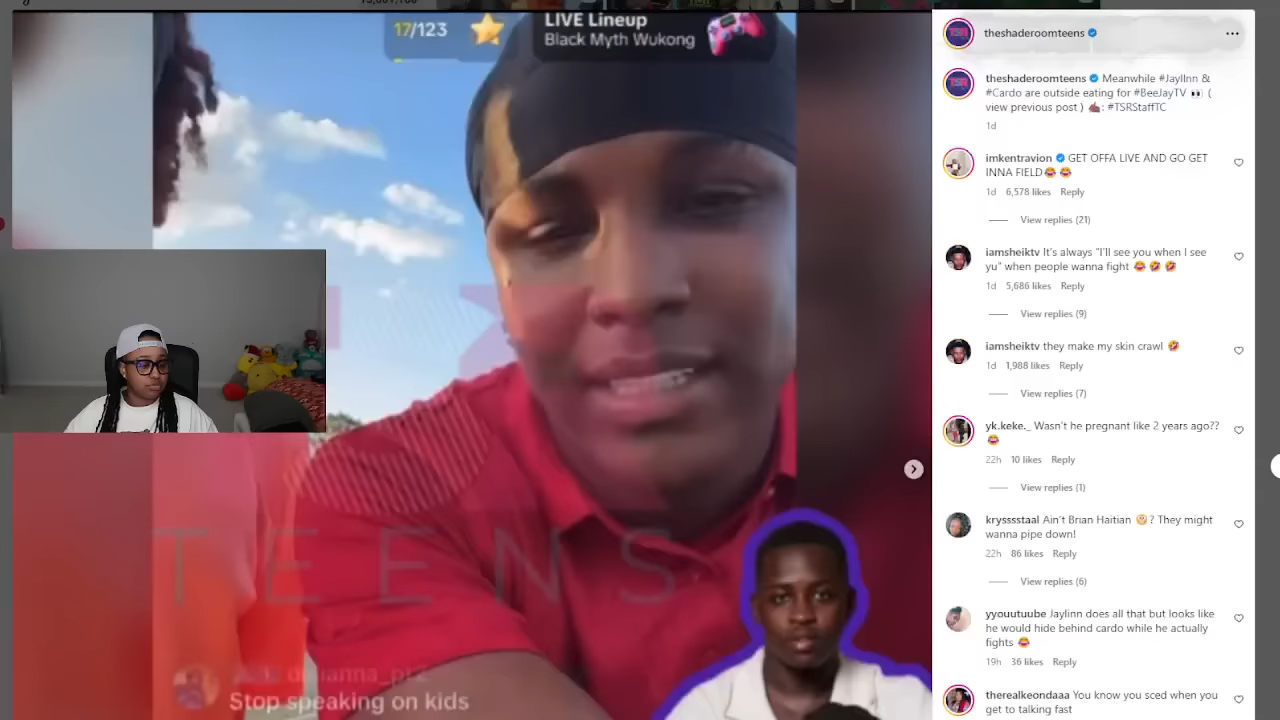 17/123
LIVE Lineup
Black Myth Wukong
TEENS
Stop speaking on kids
theshaderoomteens
theshaderoomteens Meanwhile #Jaylnn &
#Cardo are outside eating for #BeeJayTV 👀 (
view previous post ) : #TSRStaffTC
1d
imkentravion GET OFFA LIVE AND GO GET
INNA FIELD😂 😂
1d 6,578 likes Reply
View replies (21)
iamsheiktv It's always "I'll see you when I see
yu" when people wanna fight 😂 🤣 🤣
1d 5,686 likes Reply
View replies (9)
iamsheiktv they make my skin crawl 🤣
1d 1,988 likes Reply
View replies (7)
yk.keke._ Wasn't he pregnant like 2 years ago??
😂
22h 10 likes Reply
View replies (1)
krysssstaal Ain't Brian Haitian ? They might
wanna pipe down!
22h 86 likes Reply
View replies (6)
yyouutuube Jaylinn does all that but looks like
he would hide behind cardo while he actually
fights 😂
19h 36 likes Reply
therealkeondaaa You know you sced when you
get to talking fast